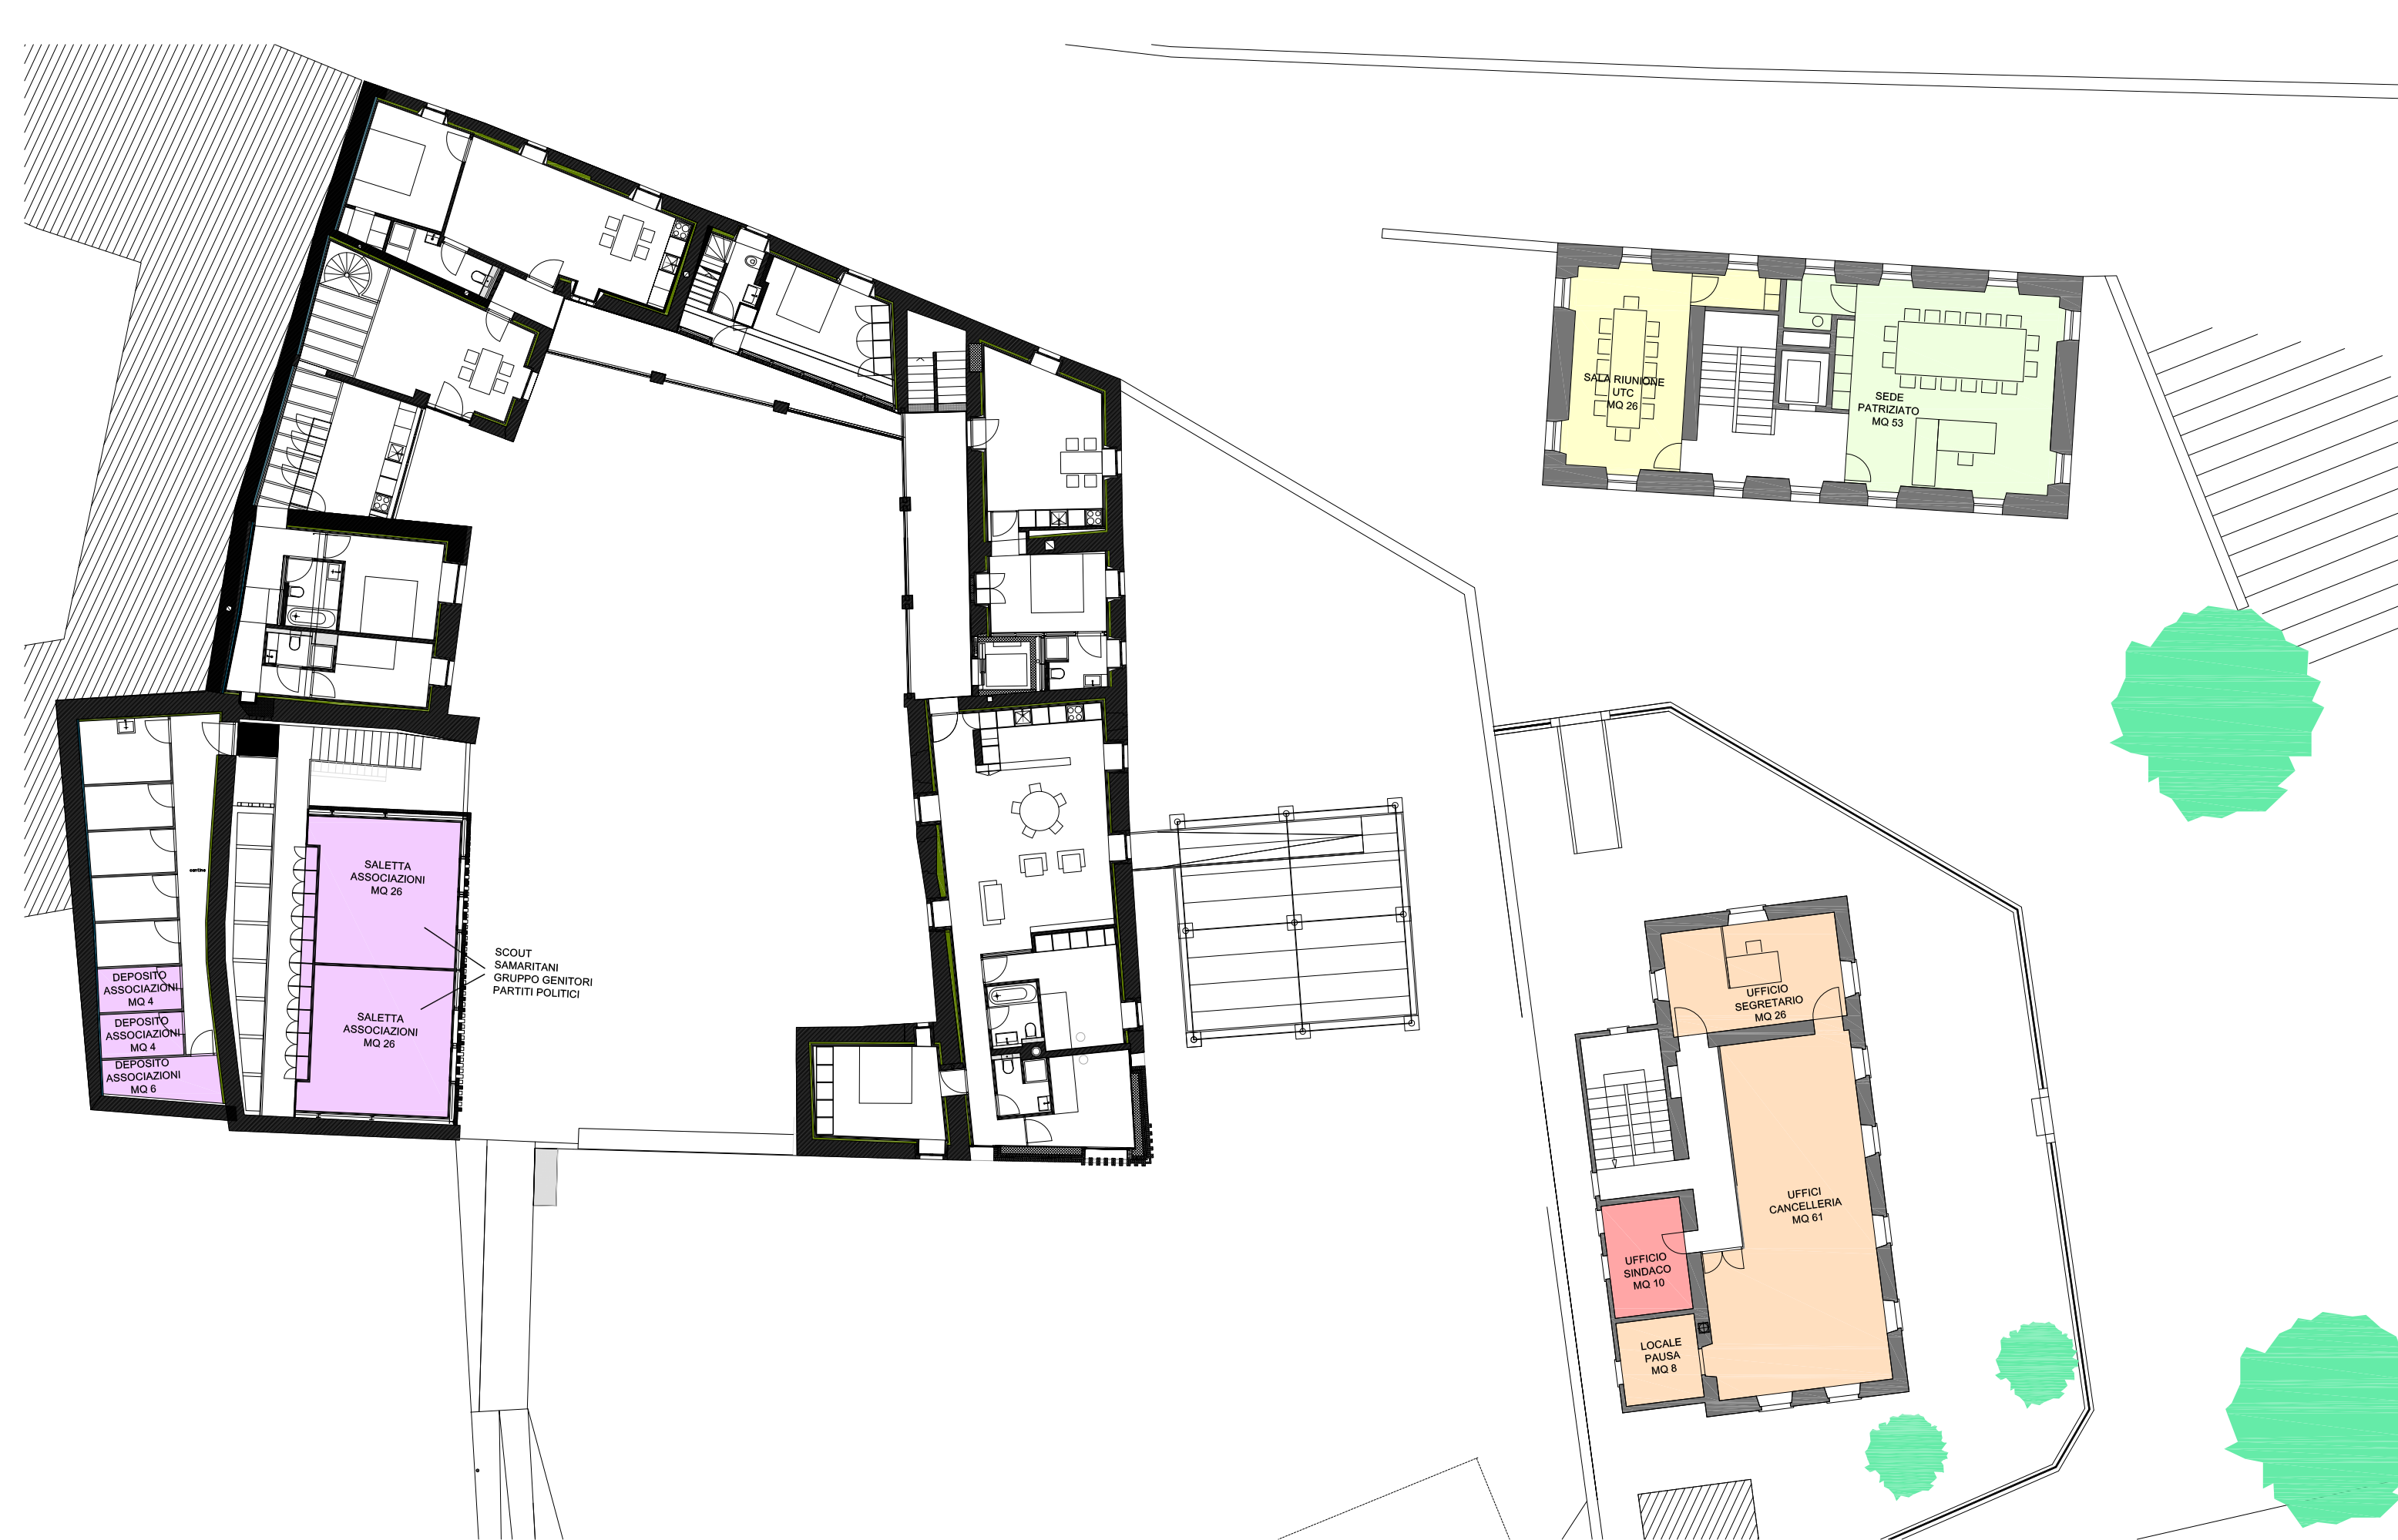 SALA RIUNIONE
UTC
MQ 26
SEDE
PATRIZIATO
MQ 53
SALETTA
ASSOCIAZIONI
MQ 26
cantina
SCOUT
SAMARITANI
GRUPPO GENITORI
PARTITI POLITICI
DEPOSITO
ASSOCIAZIONI
MQ 4
DEPOSITO
ASSOCIAZIONI
MQ 4
DEPOSITO
ASSOCIAZIONI
MQ 6
SALETTA
ASSOCIAZIONI
MQ 26
UFFICIO
SEGRETARIO
MQ 26
UFFICI
CANCELLERIA
MQ 61
UFFICIO
SINDACO
MQ 10
LOCALE
PAUSA
MQ 8